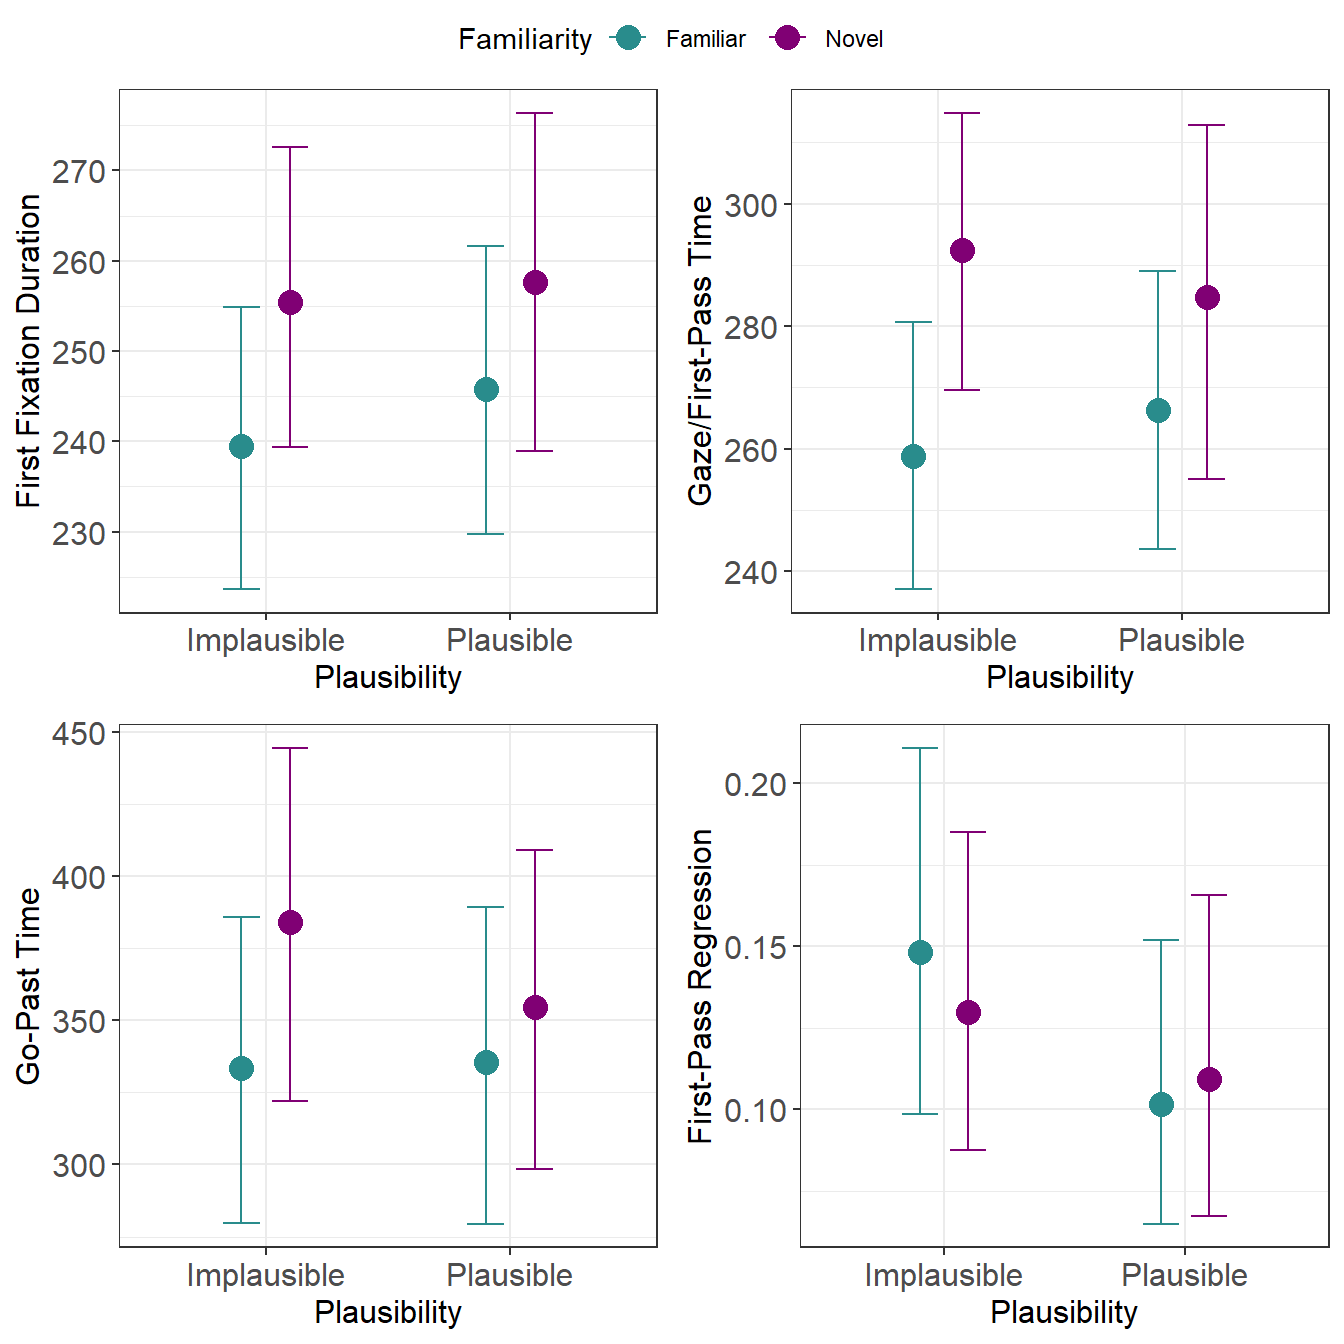 Familiarity Familiar Novel
First Fixation Duration
270
260
250
240
230
Implausible Plausible
Plausibility
Gaze/First-Pass Time
300
280
260
240
Implausible Plausible
Plausibility
Go-Past Time
450
400
350
300
Implausible Plausible
Plausibility
First-Pass Regression
0.20
0.15
0.10
Implausible Plausible
Plausibility